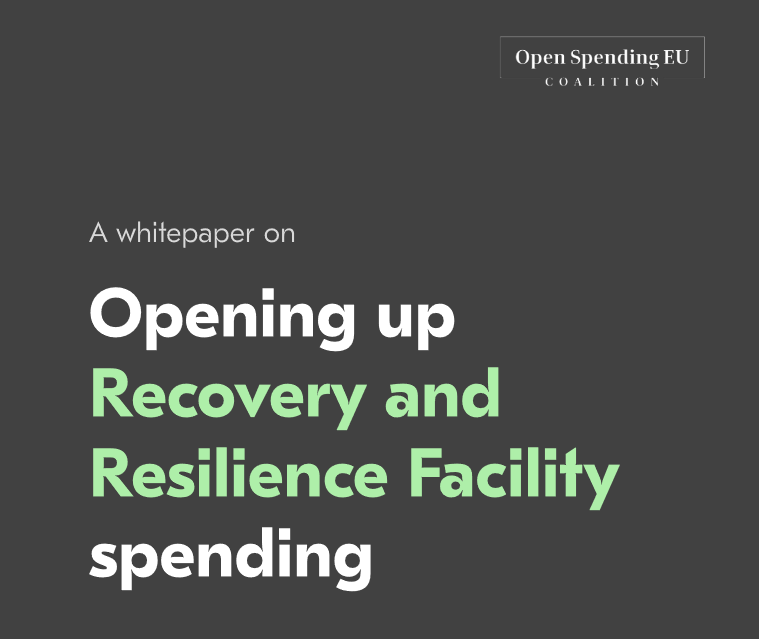 Open Spending EU
COALITION
A whitepaper on
Opening up
Recovery and
Resilience Facility
spending